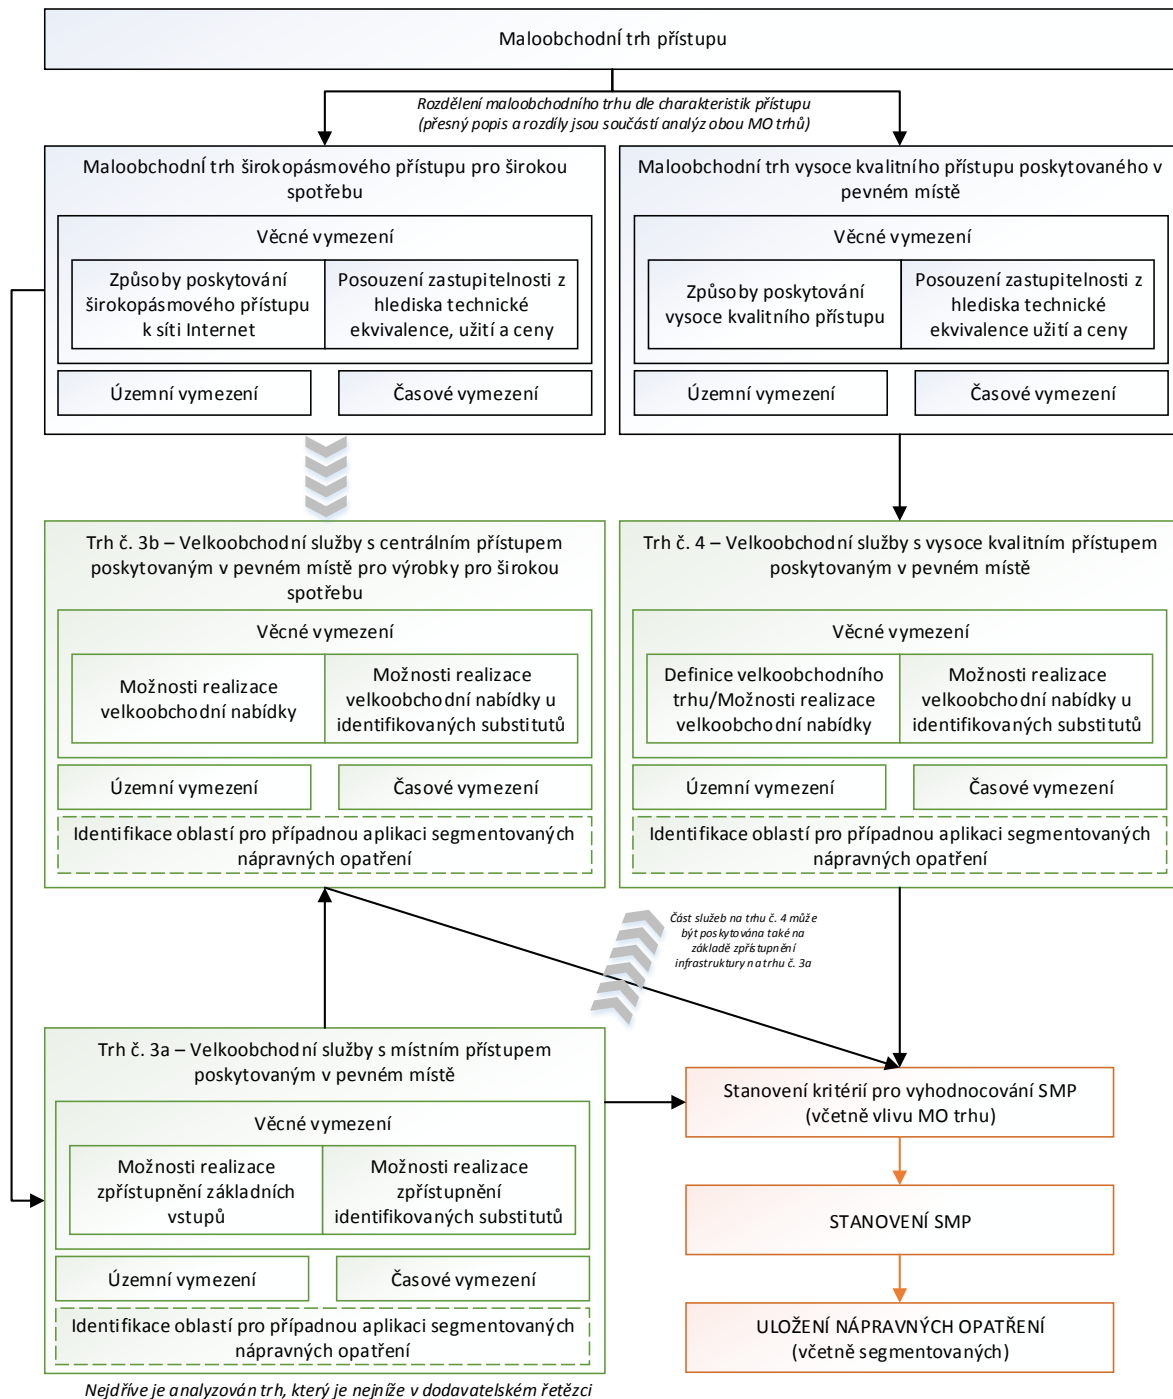 Maloobchodní trh přístupu
Rozdělení maloobchodního trhu dle charakteristik přístupu
(přesný popis a rozdíly jsou součástí analýz obou MO trhů)
Maloobchodní trh širokopásmového přístupu pro širokou
spotřebu
Věcné vymezení
Způsoby poskytování
širokopásmového přístupu
k síti Internet
Posouzení zastupitelnosti z
hlediska technické
ekvivalence, užití a ceny
Územní vymezení
Časové vymezení
Maloobchodní trh vysoce kvalitního přístupu poskytovaného v
pevném místě
Věcné vymezení
Způsoby poskytování
vysoce kvalitního přístupu
Posouzení zastupitelnosti z
hlediska technické
ekvivalence užití a ceny
Územní vymezení
Časové vymezení
Trh č. 3b – Velkoobchodní služby s centrálním přístupem
poskytovaným v pevném místě pro výrobky pro širokou
spotřebu
Věcné vymezení
Možnosti realizace
velkoobchodní nabídky
Možnosti realizace
velkoobchodní nabídky u
identifikovaných substitutů
Územní vymezení
Časové vymezení
Identifikace oblastí pro případnou aplikaci segmentovaných
nápravných opatření
Trh č. 4 – Velkoobchodní služby s vysoce kvalitním přístupem
poskytovaným v pevném místě
Věcné vymezení
Definice velkoobchodního
trhu/Možnosti realizace
velkoobchodní nabídky
Možnosti realizace
velkoobchodní nabídky u
identifikovaných substitutů
Územní vymezení
Časové vymezení
Identifikace oblastí pro případnou aplikaci segmentovaných
nápravných opatření
Část služeb na trhu č. 4 může
být poskytována také na
základě zpřístupnění
infrastruktury na trhu č. 3a
Trh č. 3a – Velkoobchodní služby s místním přístupem
poskytovaným v pevném místě
Věcné vymezení
Možnosti realizace
zpřístupnění základních
vstupů
Možnosti realizace
zpřístupnění
identifikovaných substitutů
Územní vymezení
Časové vymezení
Identifikace oblastí pro případnou aplikaci segmentovaných
nápravných opatření
Nejdříve je analyzován trh, který je nejníže v dodavatelském řetězci
Stanovení kritérií pro vyhodnocování SMP
(včetně vlivu MO trhu)
STANOVENÍ SMP
ULOŽENÍ NÁPRAVNÝCH OPATŘENÍ
(včetně segmentovaných)